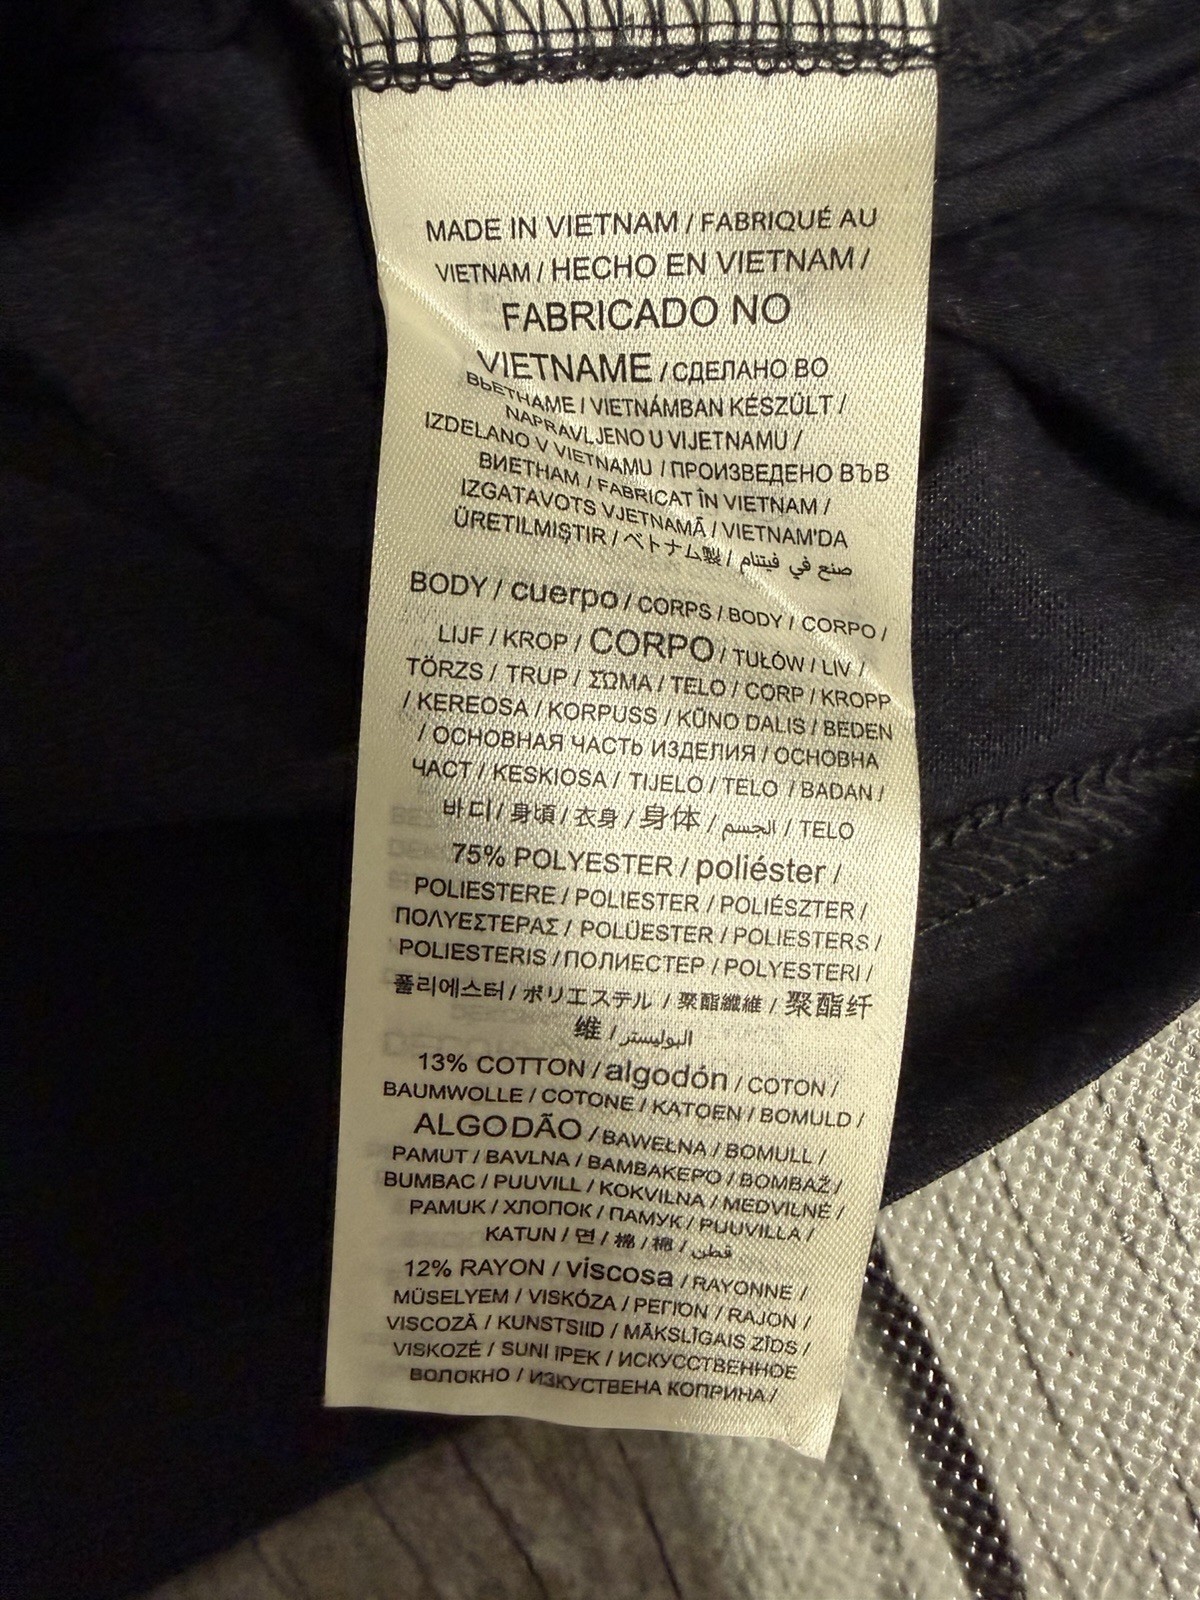 MADE IN VIETNAM / FABRIQUÉ AU
VIETNAM / HECHO EN VIETNAM /
FABRICADO NO
VIETNAME / СДЕЛАНО ВО
ВЬЕТНАМЕ / VIETNÁMBAN KÉSZÜLT /
NAPRAVLJENO U VIJETNAMU /
IZDELANO V VIETNAMU / ПРОИЗВЕДЕНО ВЪВ
ВИЕТНАМ / FABRICAT ÎN VIETNAM /
IZGATAVOTS VJETNAMĀ / VIETNAM'DA
ÜRETILMIŞTIR / ベトナム製 / صنع في فيتنام
BODY / cuerpo / CORPS / BODY / CORPO /
LIJF / KROP / CORPO / TUŁÓW / LIV /
TÖRZS / TRUP / ΣΩΜΑ / TELO / CORP / KROPP
/ KEREOSA / KORPUSS / KŪNO DALIS / BEDEN
/ ОСНОВНАЯ ЧАСТЬ ИЗДЕЛИЯ / ОСНОВНА
ЧАСТ / KESKIOSA / TIJELO / TELO / BADAN /
바디 / 身頃 / 衣身 / 身体 / الجسم / TELO
75% POLYESTER / poliéster /
POLIESTERE / POLIESTER / POLIÉSZTER /
ΠΟΛΥΕΣΤΕΡΑΣ / POLÜESTER / POLIESTERS /
POLIESTERIS / ПОЛИЕСТЕР / POLYESTERI /
폴리에스터 / ポリエステル / 聚酯纖維 / 聚酯纤
维 / البوليستر
13% COTTON / algodón / COTON /
BAUMWOLLE / COTONE / KATOEN / BOMULD /
ALGODÃO / BAWEŁNA / BOMULL /
PAMUT / BAVLNA / ΒΑΜΒΑΚΕΡΌ / BOMBAŽ /
BUMBAC / PUUVILL / KOKVILNA / MEDVILNĖ /
PAMUK / ХЛОПОК / ПАМУК / PUUVILLA /
KATUN / 면 / 棉 / 棉 / قطن
12% RAYON / viscosa / RAYONNE /
MŰSELYEM / VISKÓZA / ΡΕΓΙΌΝ / RAJON /
VISCOZĂ / KUNSTSIID / MĀKSLĪGAIS ZĪDS /
VISKOZĖ / SUNI IPEK / ИСКУССТВЕННОЕ
ВОЛОКНО / ИЗКУСТВЕНА КОПРИНА /